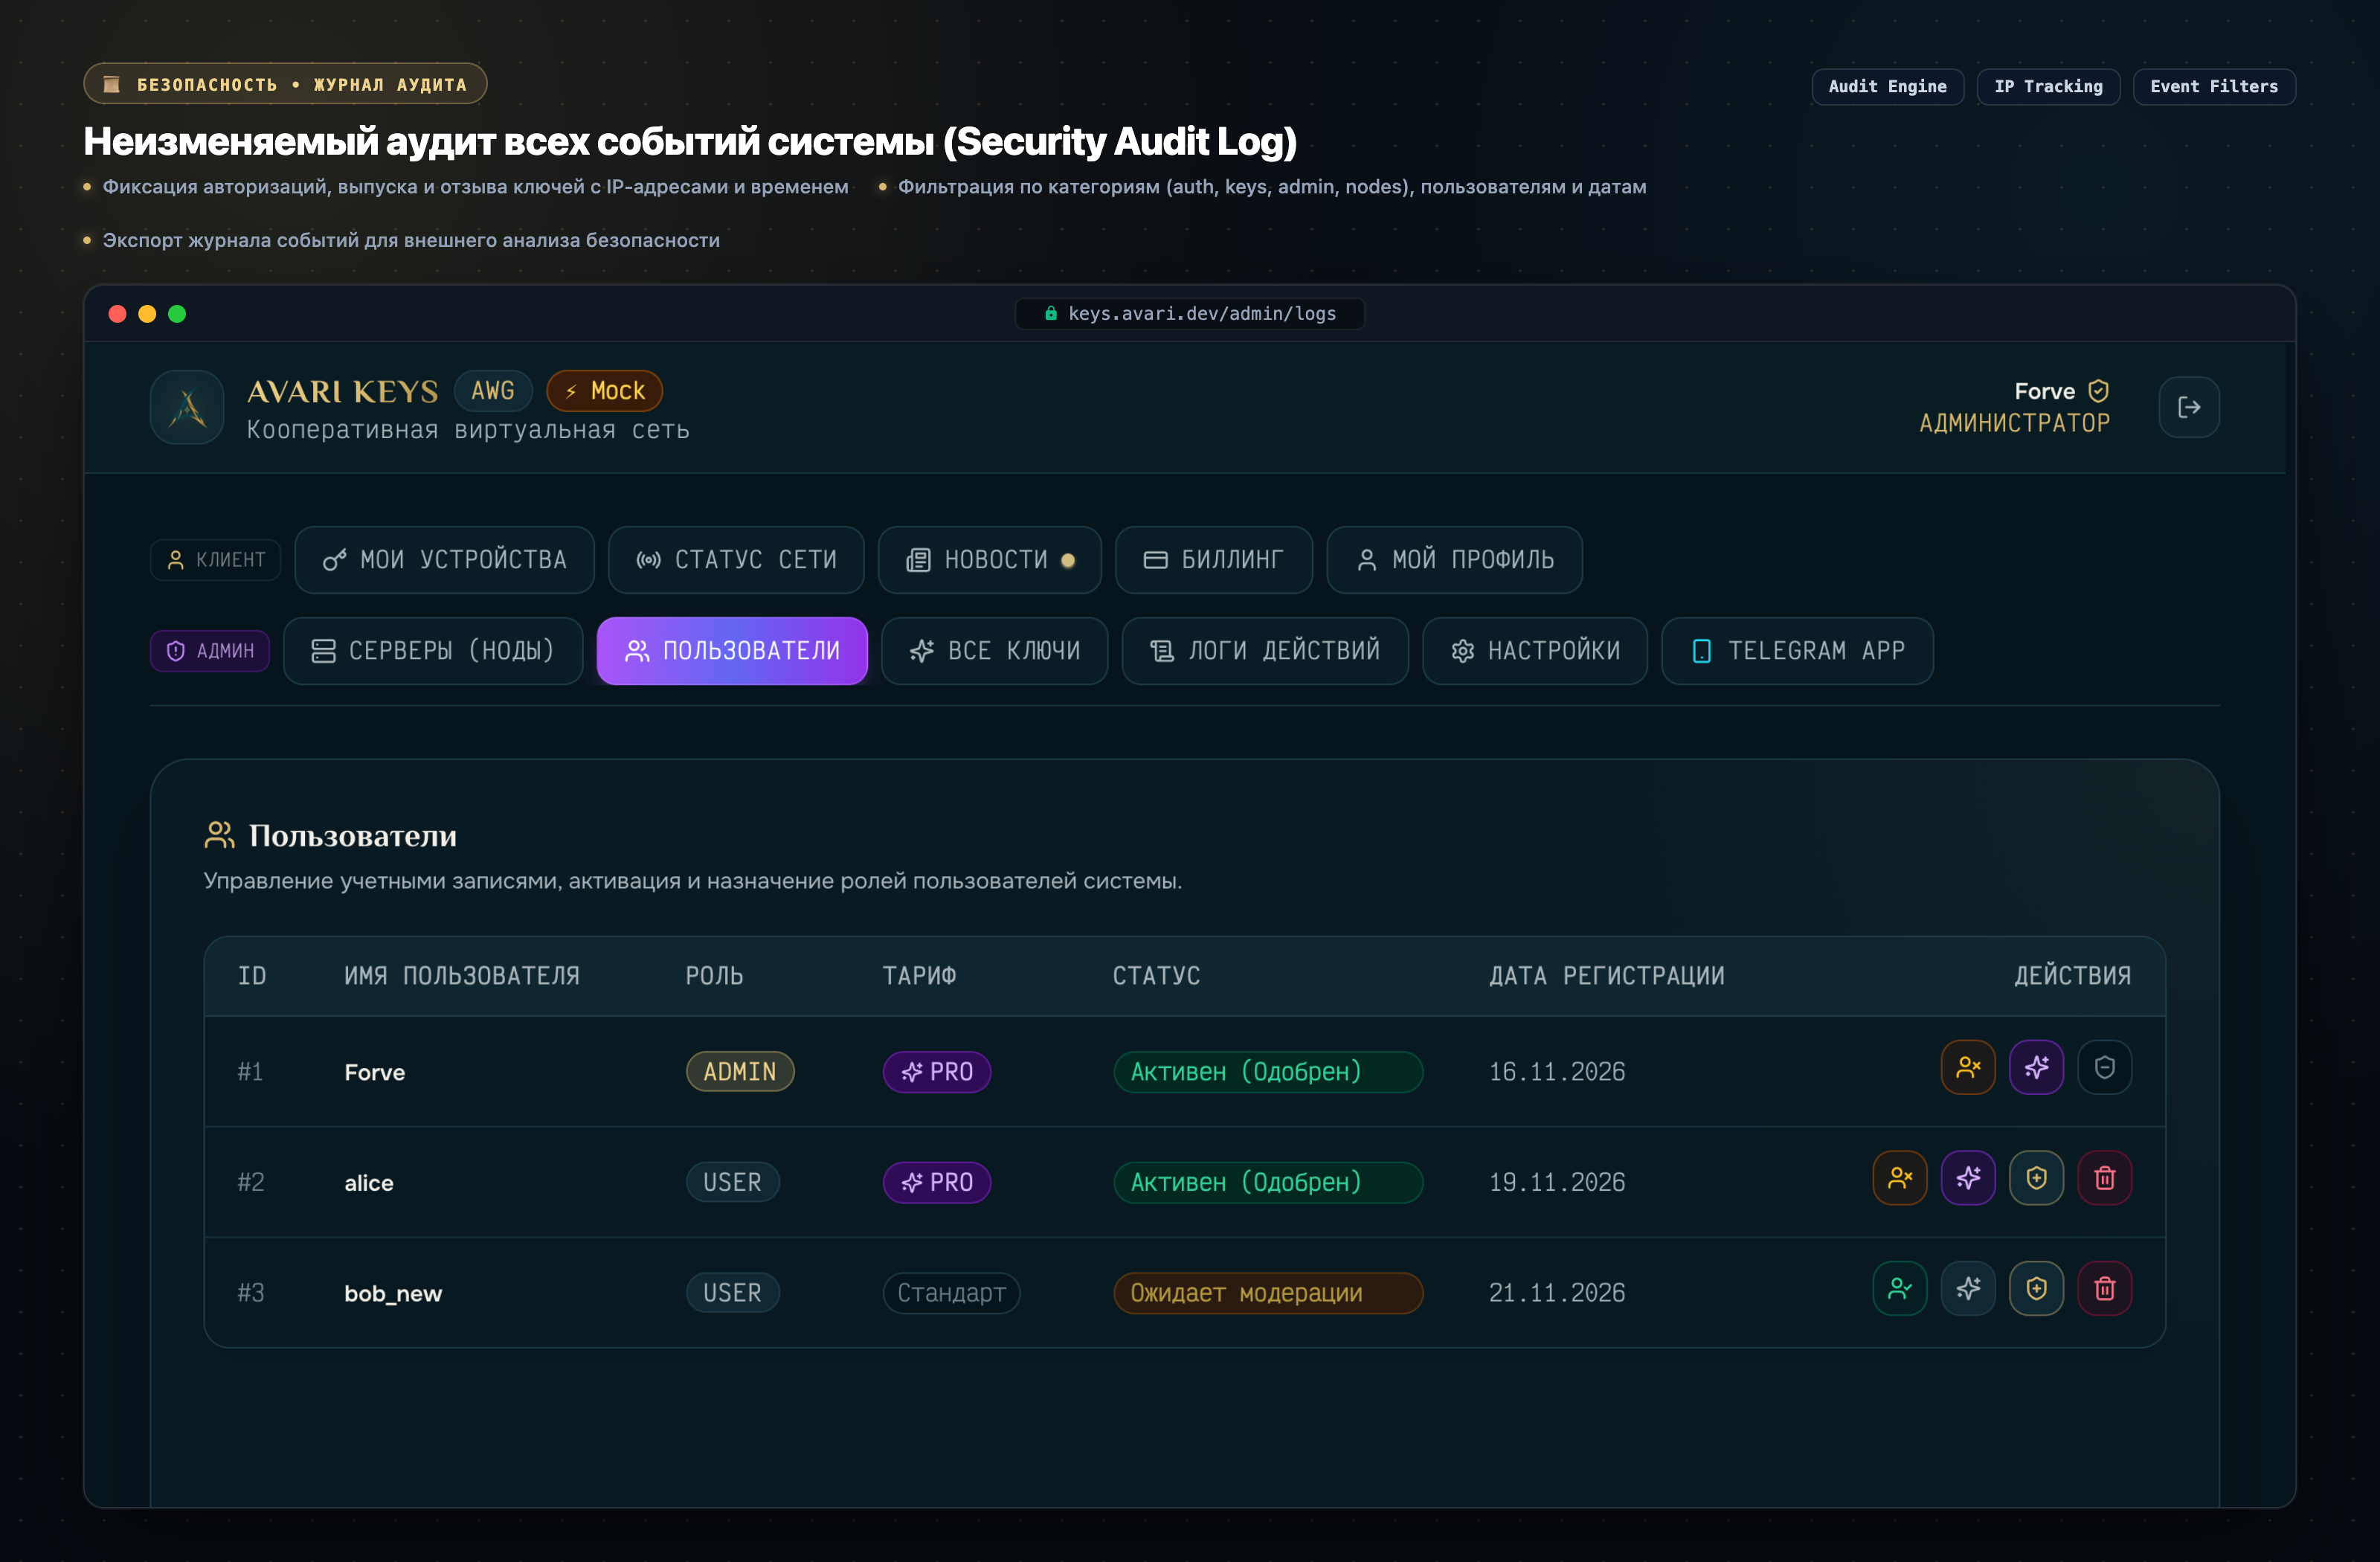 БЕЗОПАСНОСТЬ • ЖУРНАЛ АУДИТА
Audit Engine
IP Tracking
Event Filters
Неизменяемый аудит всех событий системы (Security Audit Log)
Фиксация авторизаций, выпуска и отзыва ключей с IP-адресами и временем
Фильтрация по категориям (auth, keys, admin, nodes), пользователям и датам
Экспорт журнала событий для внешнего анализа безопасности
keys.avari.dev/admin/logs
AVARI KEYS AWG ⚡ Mock
Кооперативная виртуальная сеть
Forve
АДМИНИСТРАТОР
КЛИЕНТ МОИ УСТРОЙСТВА СТАТУС СЕТИ НОВОСТИ БИЛЛИНГ МОЙ ПРОФИЛЬ
АДМИН СЕРВЕРЫ (НОДЫ) ПОЛЬЗОВАТЕЛИ ВСЕ КЛЮЧИ ЛОГИ ДЕЙСТВИЙ НАСТРОЙКИ TELEGRAM APP
Пользователи
Управление учетными записями, активация и назначение ролей пользователей системы.
ID ИМЯ ПОЛЬЗОВАТЕЛЯ РОЛЬ ТАРИФ СТАТУС ДАТА РЕГИСТРАЦИИ ДЕЙСТВИЯ
#1 Forve ADMIN PRO Активен (Одобрен) 16.11.2026
#2 alice USER PRO Активен (Одобрен) 19.11.2026
#3 bob_new USER Стандарт Ожидает модерации 21.11.2026